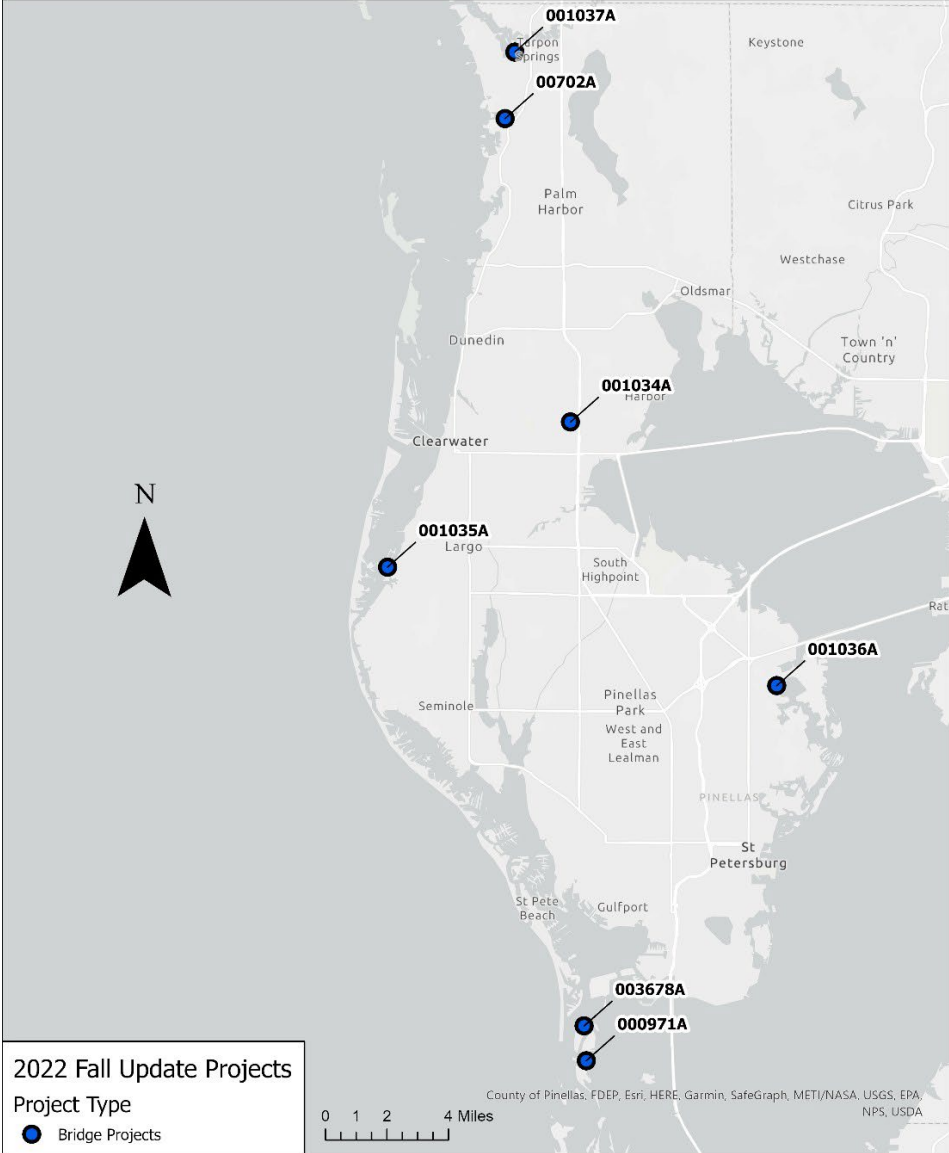 001037A
Tarpon
Springs
Keystone
00702A
Palm
Harbor
Citrus Park
Westchase
Oldsmar
Dunedin
Town 'n'
Country
001034A
Harbor
Clearwater
N
001035A
Largo
South
Highpoint
Rat
001036A
Pinellas
Park
Seminole
West and
East
Lealman
PINELLAS
St
Petersburg
St Pete
Beach
Gulfport
003678A
000971A
2022 Fall Update Projects
Project Type
Bridge Projects
0 1 2 4 Miles
County of Pinellas, FDEP, Esri, HERE, Garmin, SafeGraph, METI/NASA, USGS, EPA,
NPS, USDA